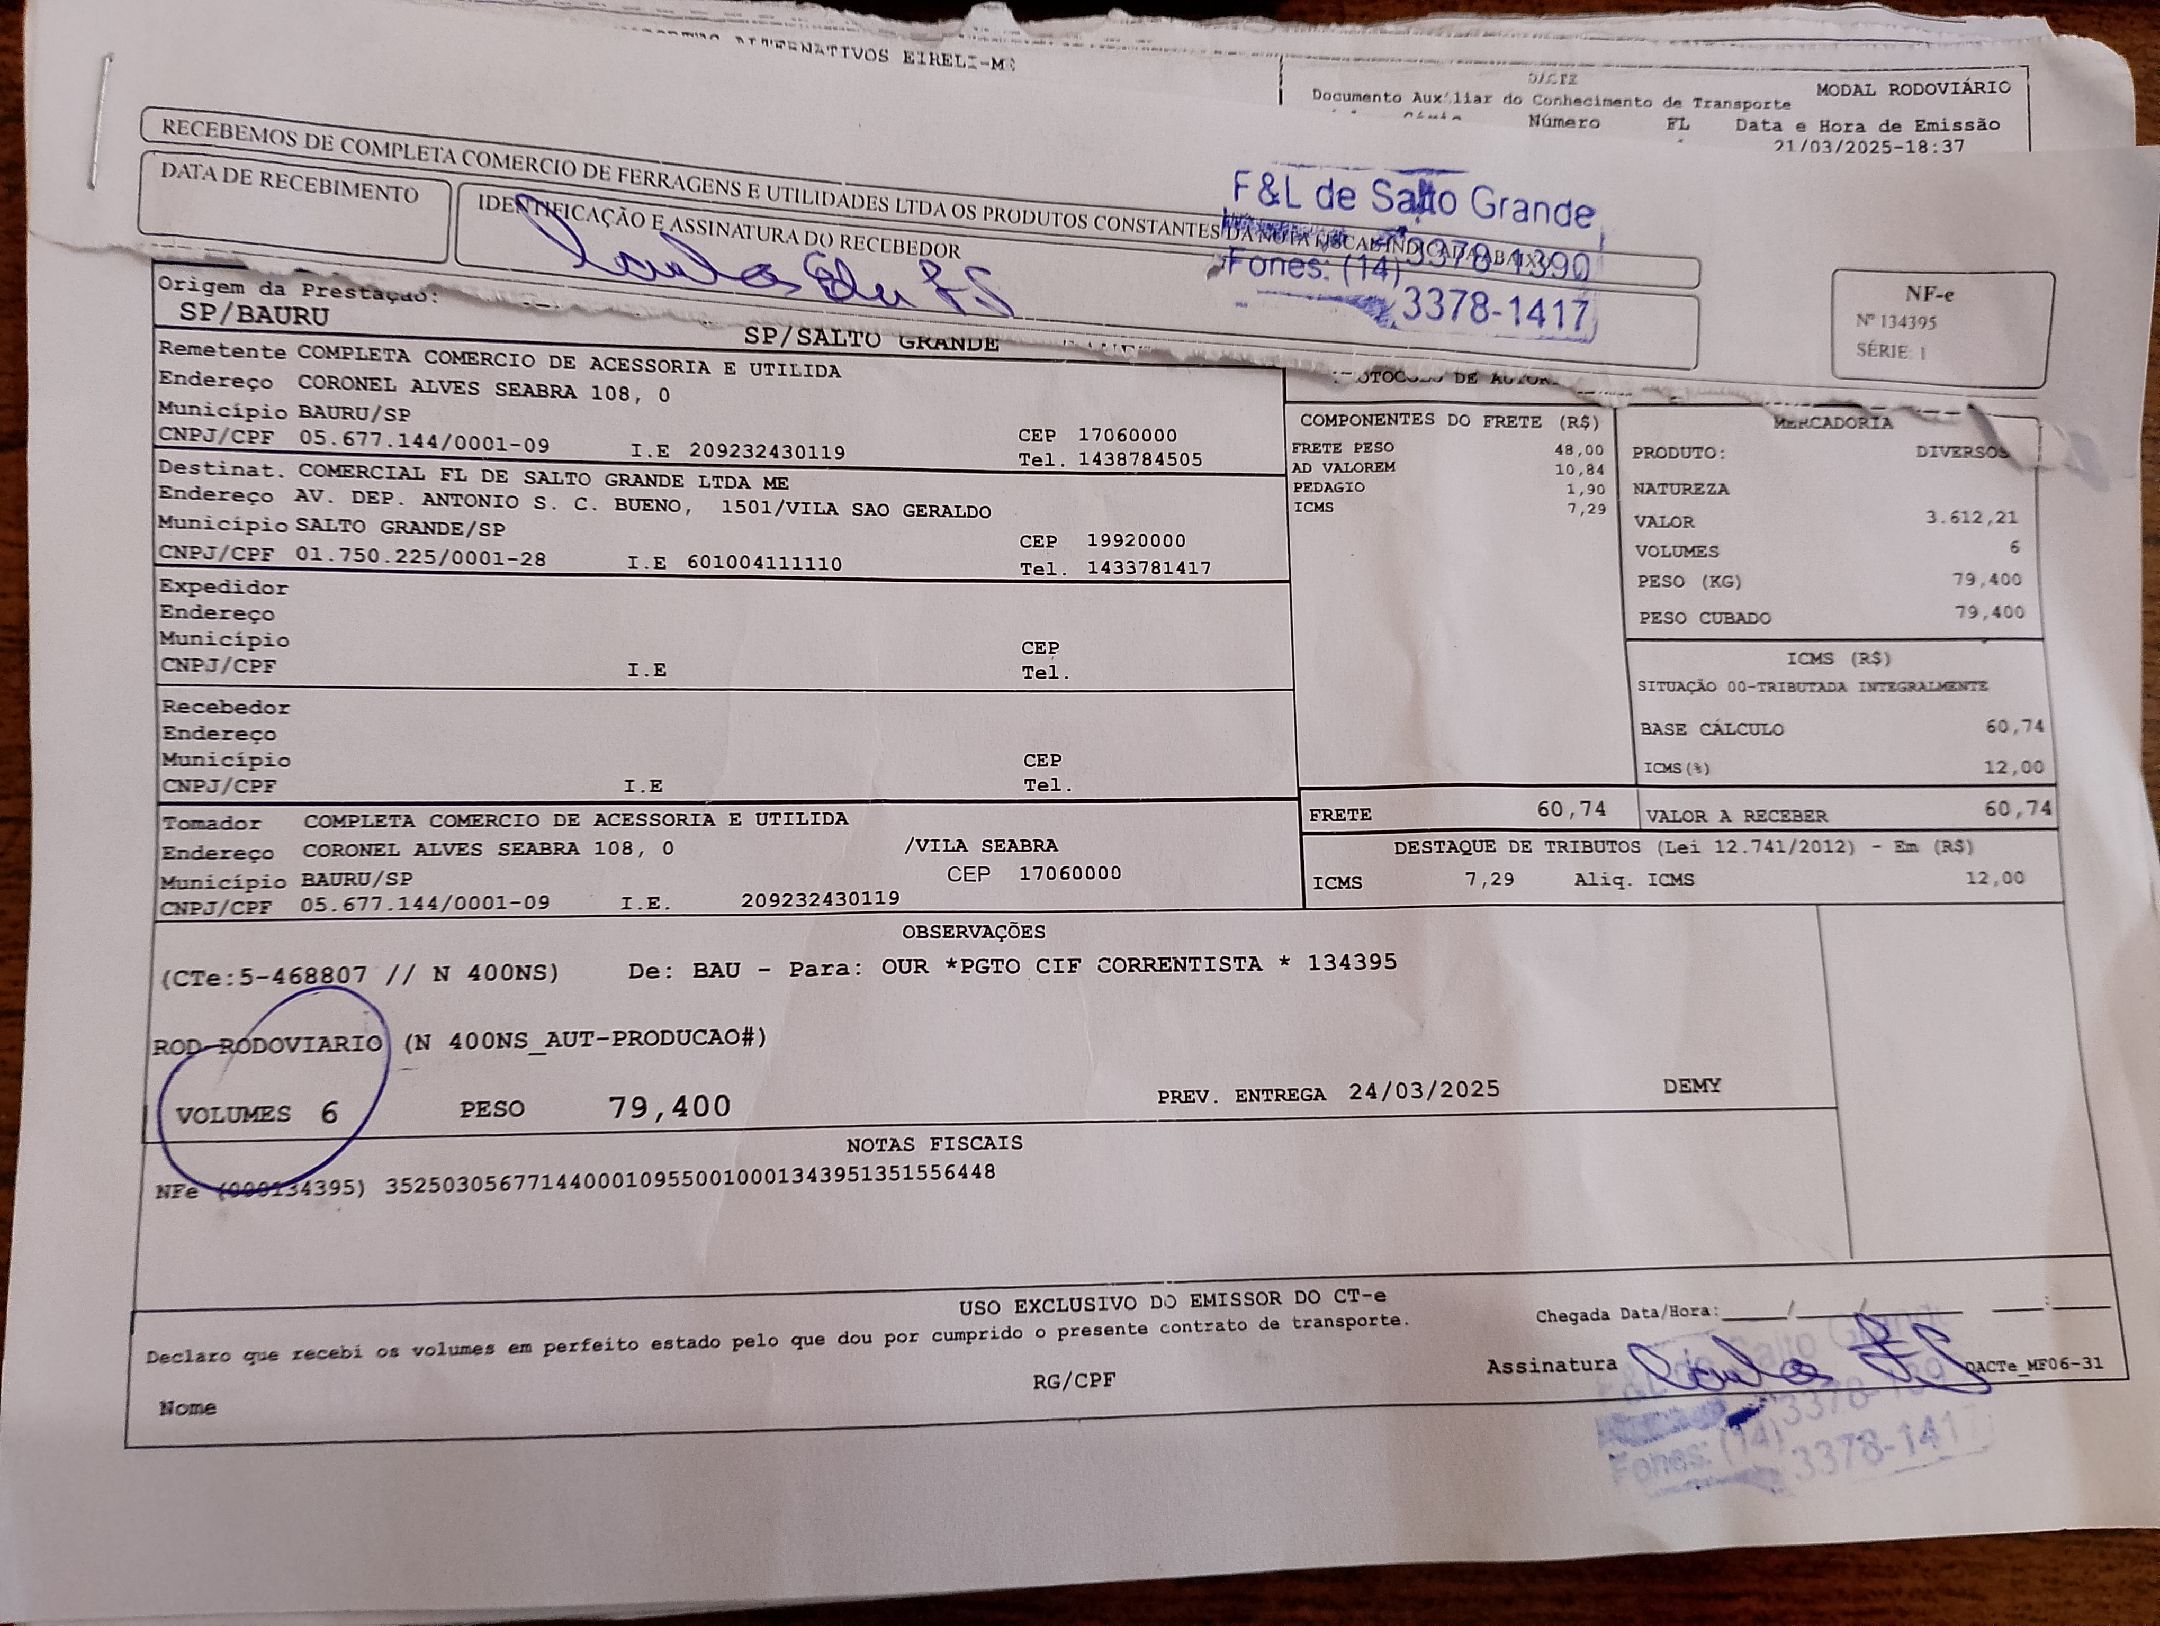 ALTERNATIVOS EIRELI-ME
DACTE
Documento Auxiliar do Conhecimento de Transporte
MODAL RODOVIÁRIO
Número FL Data e Hora de Emissão
21/03/2025-18:37
RECEBEMOS DE COMPLETA COMERCIO DE FERRAGENS E UTILIDADES LTDA OS PRODUTOS CONSTANTES DA NOTA FISCAL INDICADA ABAIXO
DATA DE RECEBIMENTO
IDENTIFICAÇÃO E ASSINATURA DO RECEBEDOR
F&L de Salto Grande
Fones: (14) 3378-1390
3378-1417
NF-e
Nº 134395
SÉRIE: 1
Origem da Prestação:
SP/BAURU
SP/SALTO GRANDE
Remetente COMPLETA COMERCIO DE ACESSORIA E UTILIDA
Endereço CORONEL ALVES SEABRA 108, 0
Município BAURU/SP
CEP 17060000
CNPJ/CPF 05.677.144/0001-09 I.E 209232430119 Tel. 1438784505
Destinat. COMERCIAL FL DE SALTO GRANDE LTDA ME
Endereço AV. DEP. ANTONIO S. C. BUENO, 1501/VILA SAO GERALDO
Município SALTO GRANDE/SP
CEP 19920000
CNPJ/CPF 01.750.225/0001-28 I.E 601004111110 Tel. 1433781417
Expedidor
Endereço
Município CEP
CNPJ/CPF I.E Tel.
Recebedor
Endereço
Município CEP
CNPJ/CPF I.E Tel.
Tomador COMPLETA COMERCIO DE ACESSORIA E UTILIDA
Endereço CORONEL ALVES SEABRA 108, 0 /VILA SEABRA
Município BAURU/SP CEP 17060000
CNPJ/CPF 05.677.144/0001-09 I.E. 209232430119
COMPONENTES DO FRETE (R$)
FRETE PESO 48,00
AD VALOREM 10,84
PEDAGIO 1,90
ICMS 7,29
MERCADORIA
PRODUTO: DIVERSOS
NATUREZA
VALOR 3.612,21
VOLUMES 6
PESO (KG) 79,400
PESO CUBADO 79,400
ICMS (R$)
SITUAÇÃO 00-TRIBUTADA INTEGRALMENTE
BASE CÁLCULO 60,74
ICMS(%) 12,00
FRETE 60,74 VALOR A RECEBER 60,74
DESTAQUE DE TRIBUTOS (Lei 12.741/2012) - Em (R$)
ICMS 7,29 Aliq. ICMS 12,00
OBSERVAÇÕES
(CTe:5-468807 // N 400NS) De: BAU - Para: OUR *PGTO CIF CORRENTISTA * 134395
ROD-RODOVIARIO (N 400NS_AUT-PRODUCAO#)
VOLUMES 6 PESO 79,400 PREV. ENTREGA 24/03/2025 DEMY
NOTAS FISCAIS
NFe (000134395) 35250305677144000109550010001343951351556448
USO EXCLUSIVO DO EMISSOR DO CT-e
Declaro que recebi os volumes em perfeito estado pelo que dou por cumprido o presente contrato de transporte.
Chegada Data/Hora:____/____/____ ___:___
Nome RG/CPF Assinatura DACTe_MF06-31
Fones: (14) 3378-1417